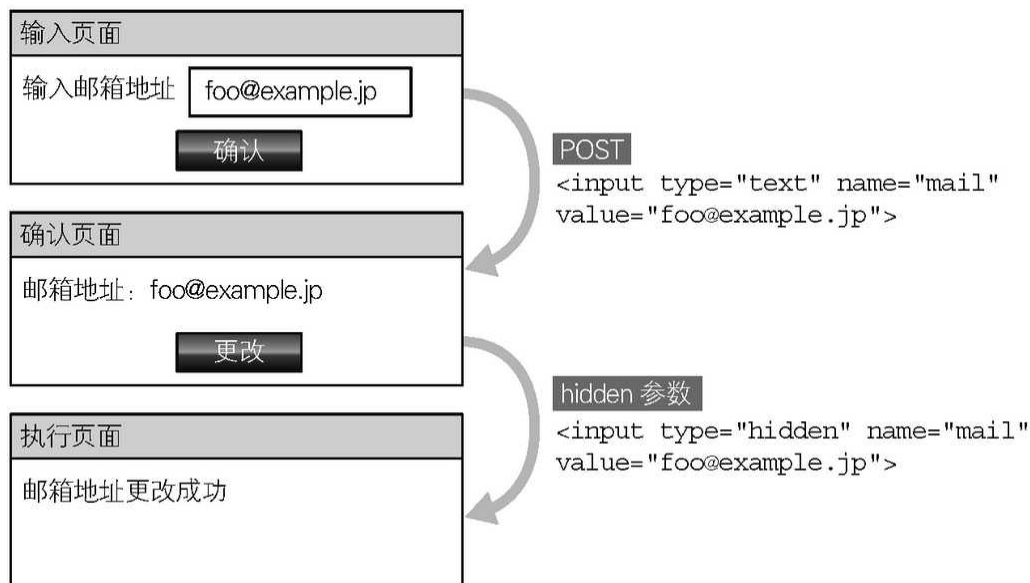 输入页面
输入邮箱地址 foo@example.jp
确认
POST
<input type="text" name="mail"
value="foo@example.jp">
确认页面
邮箱地址：foo@example.jp
更改
hidden 参数
<input type="hidden" name="mail"
value="foo@example.jp">
执行页面
邮箱地址更改成功